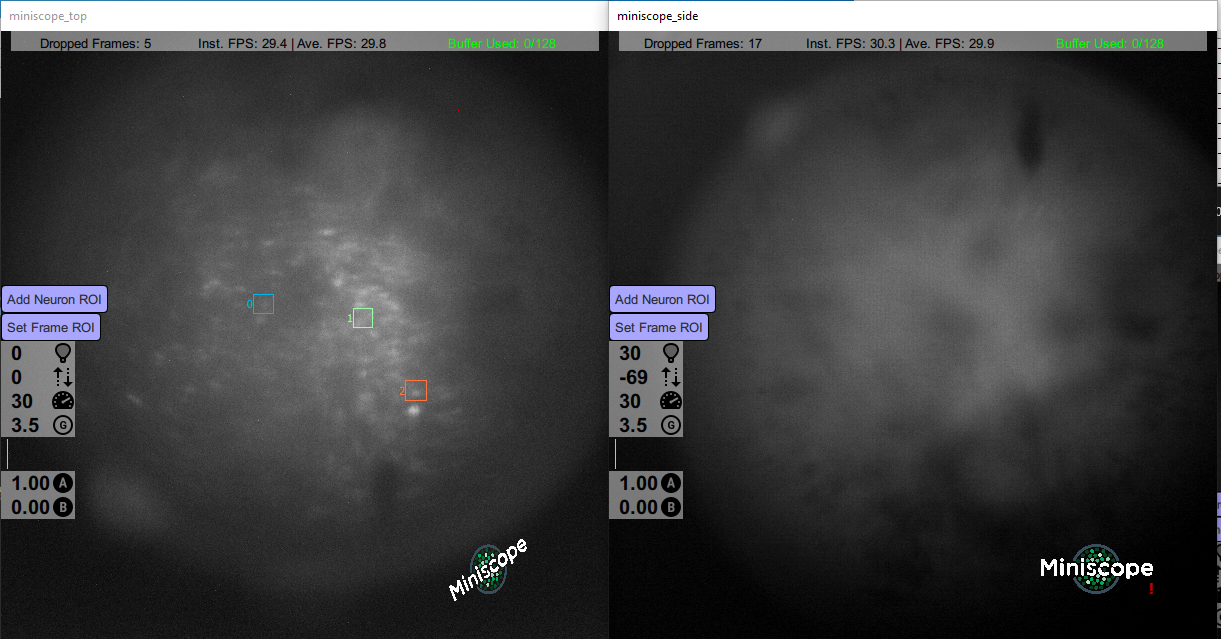 miniscope_top
Dropped Frames: 5 Inst. FPS: 29.4 | Ave. FPS: 29.8 Buffer Used: 0/128
0
1
2
Add Neuron ROI
Set Frame ROI
0
0
30
3.5 G
1.00 A
0.00 B
Miniscope
miniscope_side
Dropped Frames: 17 Inst. FPS: 30.3 | Ave. FPS: 29.9 Buffer Used: 0/128
Add Neuron ROI
Set Frame ROI
30
-69
30
3.5 G
1.00 A
0.00 B
Miniscope
!